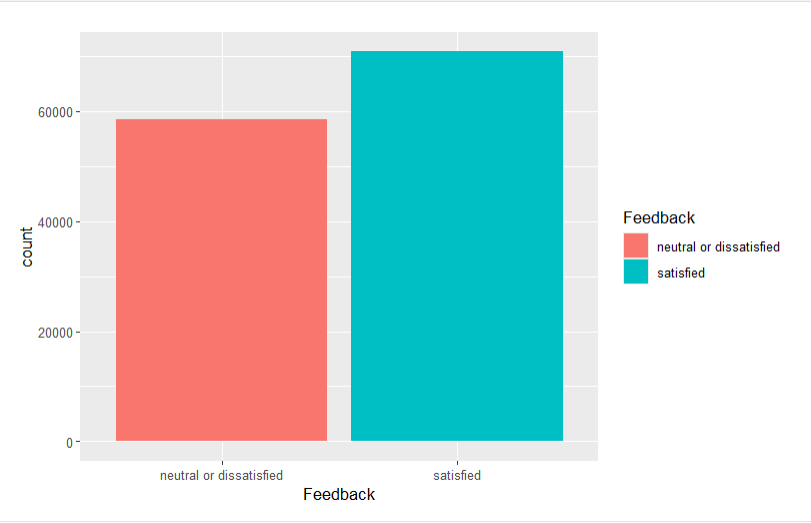 60000
40000
20000
0
count
neutral or dissatisfied
satisfied
Feedback
Feedback
neutral or dissatisfied
satisfied